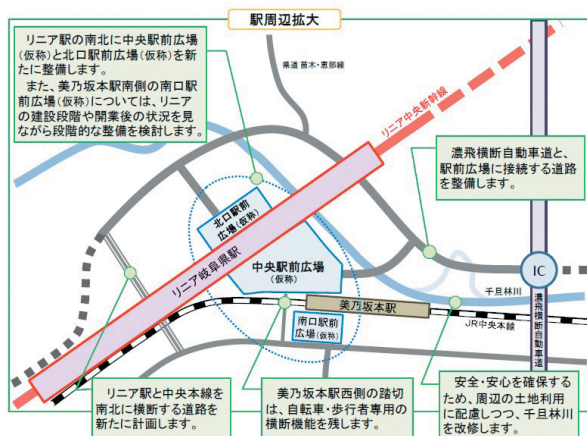 駅周辺拡大
リニア駅の南北に中央駅前広場
(仮称)と北口駅前広場(仮称)を新
たに整備します。
また、美乃坂本駅南側の南口駅
前広場(仮称)については、リニア
の建設段階や開業後の状況を見
ながら段階的な整備を検討します。
県道 苗木・恵那線
リニア中央新幹線
濃飛横断自動車道と、
駅前広場に接続する道路
を整備します。
北口駅前
広場(仮称)
リニア岐阜県駅
中央駅前広場
(仮称)
IC
千旦林川
美乃坂本駅
JR中央本線
南口駅前
広場(仮称)
濃飛横断自動車道
リニア駅と中央本線を
南北に横断する道路を
新たに計画します。
美乃坂本駅西側の踏切
は、自転車・歩行者専用の
横断機能を残します。
安全・安心を確保する
ため、周辺の土地利用
に配慮しつつ、千旦林川
を改修します。